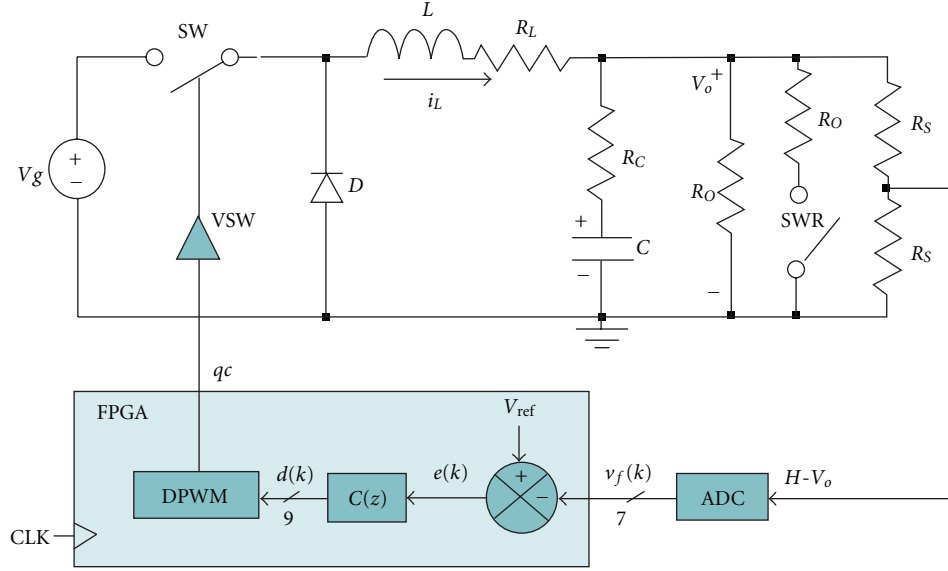 SW
L
R_L
i_L
V_o
+
R_O
R_S
Vg
+
−
D
R_C
R_O
VSW
+
C
−
SWR
R_S
−
qc
FPGA
V_ref
d(k)
e(k)
+
−
v_f(k)
H-V_o
DPWM
9
C(z)
7
ADC
CLK